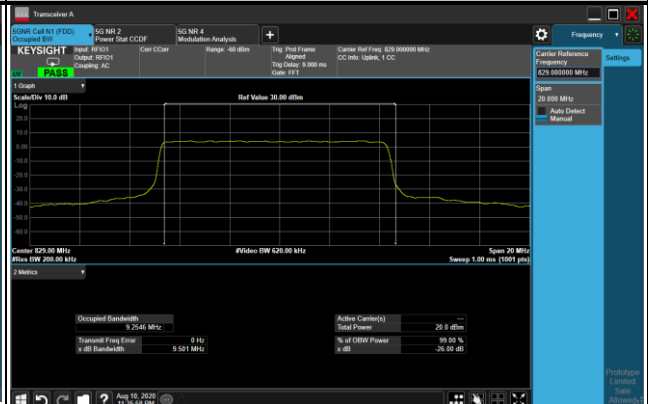 Transceiver A
5GNR Cell N1 (FDD)
Occupied BW
5G NR 2
Power Stat CCDF
5G NR 4
Modulation Analysis
+
Frequency
KEYSIGHT
Input: RFIO1
Output: RFIO1
Coupling: AC
Corr CCorr
Range: -60 dBm
Trig: Prot Frame
Aligned
Trig Delay: 9.000 ms
Gate: FFT
Carrier Ref Freq: 829.000000 MHz
CC Info: Uplink, 1 CC
PASS
Carrier Reference
Frequency
829.000000 MHz
Settings
Span
20.000 MHz
Auto Detect
Manual
1 Graph
Scale/Div 10.0 dB
Ref Value 30.00 dBm
Log
20.0
10.0
0.00
-10.0
-20.0
-30.0
-40.0
-50.0
-60.0
Center 829.00 MHz
#Video BW 620.00 kHz
Span 20 MHz
#Res BW 200.00 kHz
Sweep 1.00 ms (1001 pts)
2 Metrics
Occupied Bandwidth
9.2546 MHz
Active Carrier(s)
---
Total Power
20.0 dBm
Transmit Freq Error
0 Hz
x dB Bandwidth
9.501 MHz
% of OBW Power
99.00 %
x dB
-26.00 dB
Prototype
Limited
Sale
Allowed
?
Aug 10, 2020